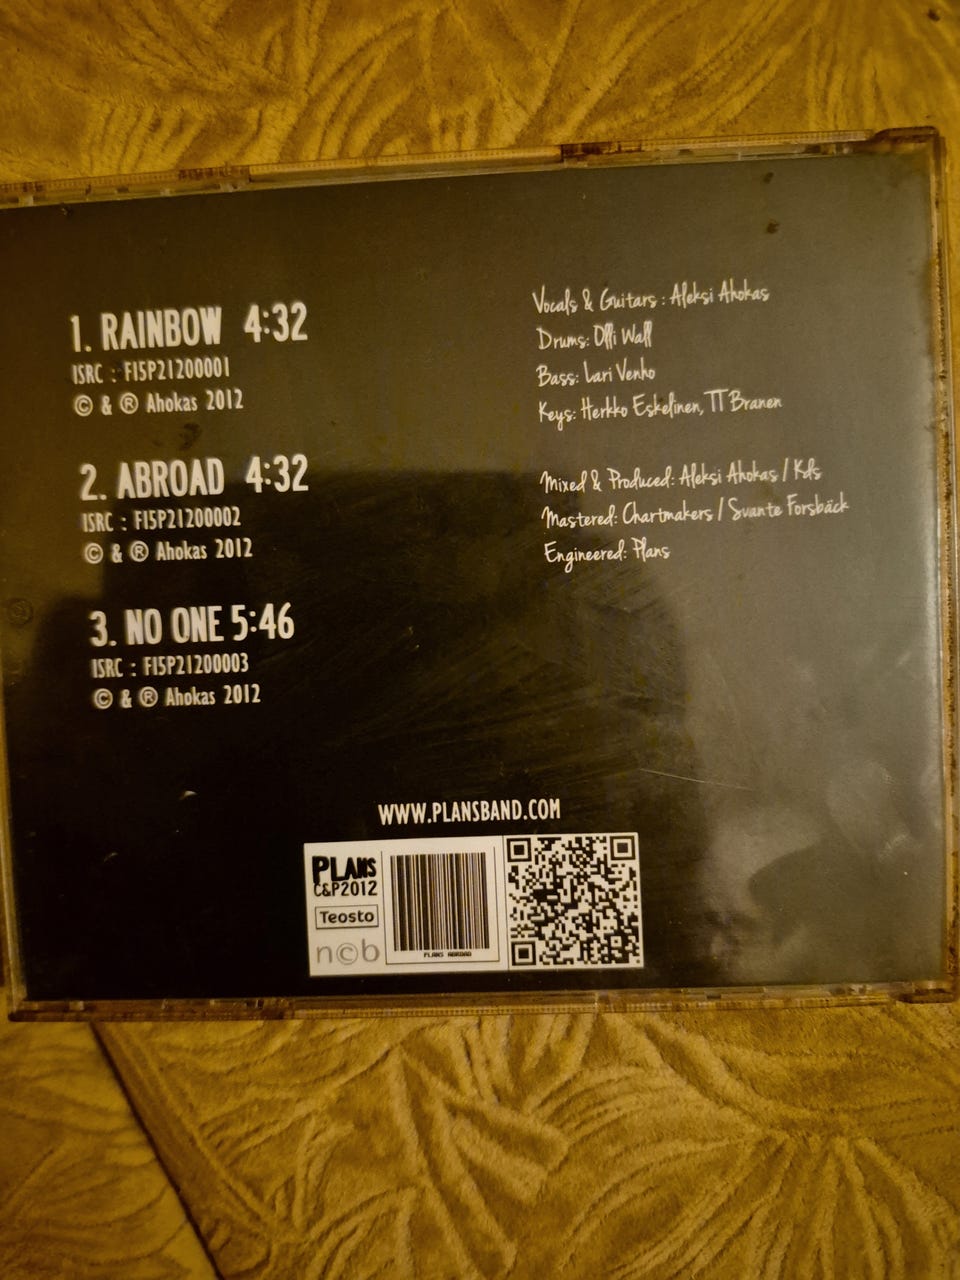 1. RAINBOW 4:32
ISRC : FI5P21200001
© & ® Ahokas 2012
2. ABROAD 4:32
ISRC : FI5P21200002
© & ® Ahokas 2012
3. NO ONE 5:46
ISRC : FI5P21200003
© & ® Ahokas 2012
Vocals & Guitars : Aleksi Ahokas
Drums: Olli Wall
Bass: Lari Venho
Keys: Herkko Eskelinen, TT Branen
Mixed & Produced: Aleksi Ahokas / Kds
Mastered: Chartmakers / Svante Forsbäck
Engineered: Plans
WWW.PLANSBAND.COM
PLANS
C&P2012
Teosto
n©b
PLANS ABROAD